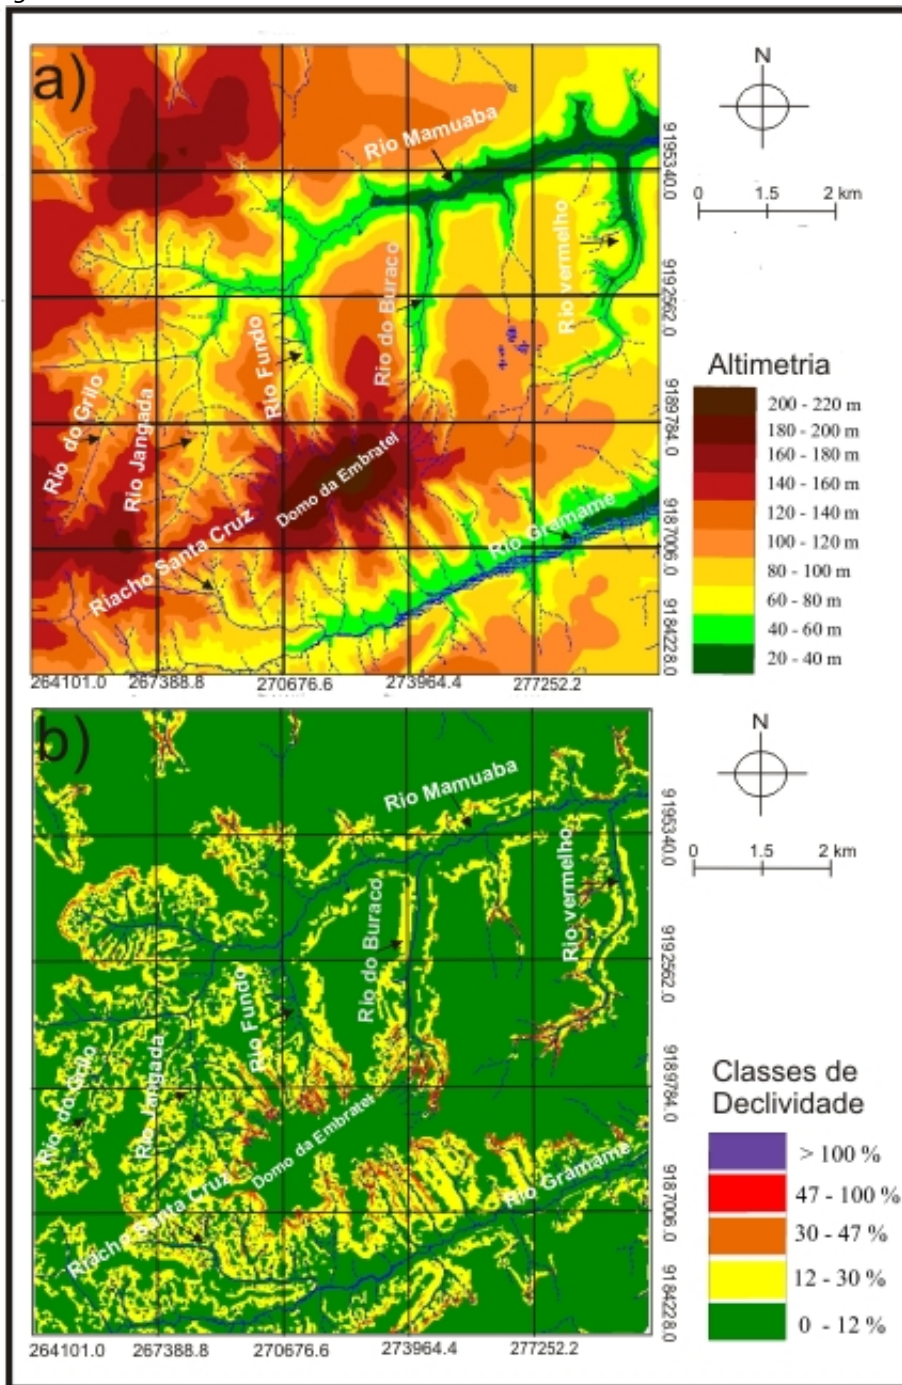 a)
N
Rio Mamuaba
9195340.0
0 1.5 2 km
Rio vermelho
Rio do Buraco
9192562.0
Rio Fundo
Altimetria
200 - 220 m
180 - 200 m
160 - 180 m
140 - 160 m
120 - 140 m
100 - 120 m
80 - 100 m
60 - 80 m
40 - 60 m
20 - 40 m
Rio do Grilo
Rio Jangada
9189784.0
Domo da Embratel
Riacho Santa Cruz
Rio Gramame
9187006.0
9184228.0
264101.0 267388.8 270676.6 273964.4 277252.2
b)
N
Rio Mamuaba
9195340.0
0 1.5 2 km
Rio vermelho
Rio do Buraco
9192562.0
Rio Fundo
Rio do Grilo
Rio Jangada
9189784.0
Classes de
Declividade
> 100 %
47 - 100 %
30 - 47 %
12 - 30 %
0 - 12 %
Domo da Embratel
Riacho Santa Cruz
Rio Gramame
9187006.0
9184228.0
264101.0 267388.8 270676.6 273964.4 277252.2